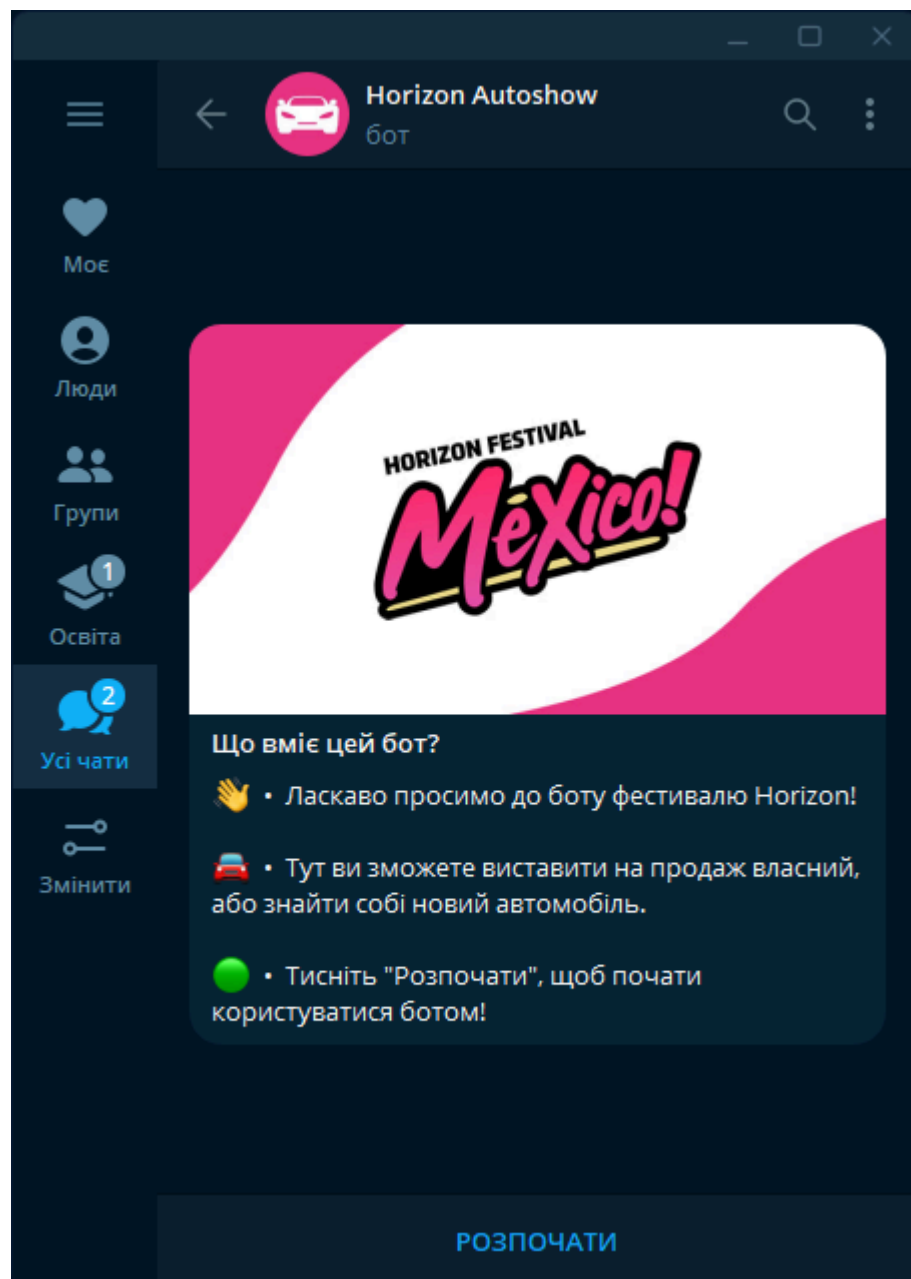 Horizon Autoshow
бот
Моє
Люди
Групи
1
Освіта
2
Усі чати
Змінити
HORIZON FESTIVAL
MéXico!
Що вміє цей бот?
👋 • Ласкаво просимо до боту фестивалю Horizon!
🚘 • Тут ви зможете виставити на продаж власний,
або знайти собі новий автомобіль.
🟢 • Тисніть "Розпочати", щоб почати
користуватися ботом!
РОЗПОЧАТИ